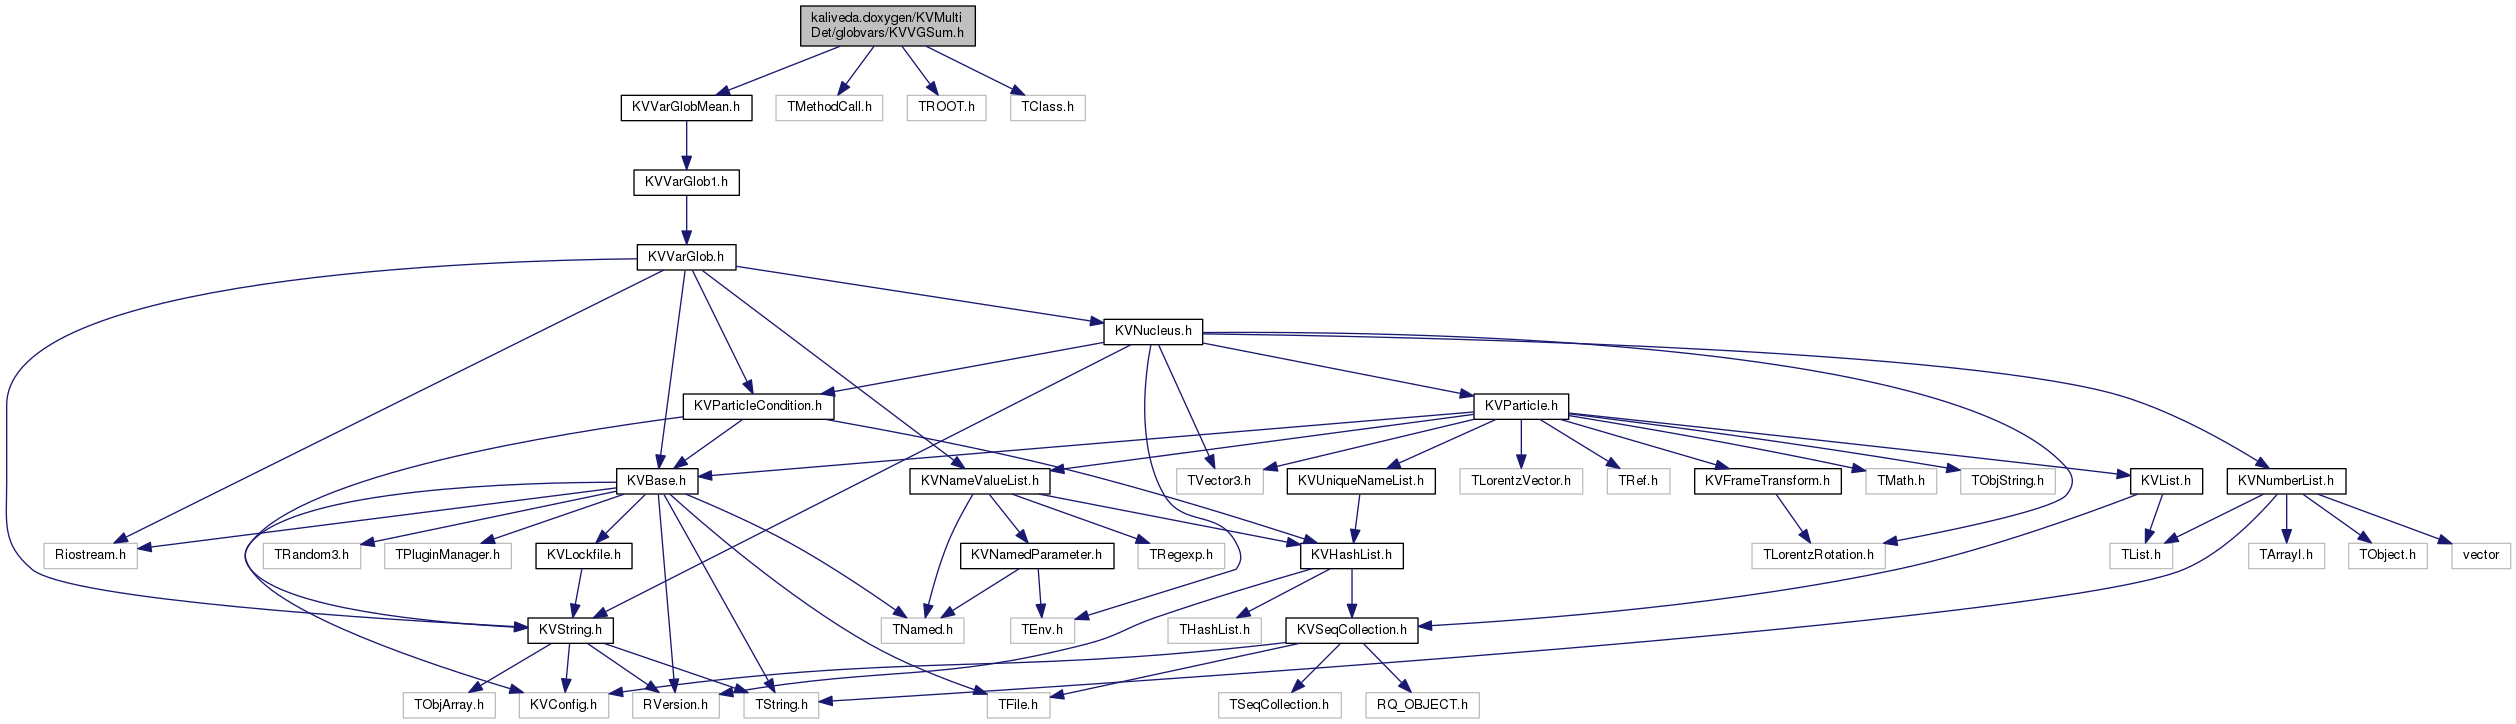 kaliveda.doxygen/KVMulti
Det/globvars/KVVGSum.h
KVVarGlobMean.h
TMethodCall.h
TROOT.h
TClass.h
KVVarGlob1.h
KVVarGlob.h
KVNucleus.h
KVParticleCondition.h
KVParticle.h
KVBase.h
KVNameValueList.h
TVector3.h
KVUniqueNameList.h
TLorentzVector.h
TRef.h
KVFrameTransform.h
TMath.h
TObjString.h
KVList.h
KVNumberList.h
Riostream.h
TRandom3.h
TPluginManager.h
KVLockfile.h
KVNamedParameter.h
TRegexp.h
KVHashList.h
TLorentzRotation.h
TList.h
TArrayI.h
TObject.h
vector
KVString.h
TNamed.h
TEnv.h
THashList.h
KVSeqCollection.h
TObjArray.h
KVConfig.h
RVersion.h
TString.h
TFile.h
TSeqCollection.h
RQ_OBJECT.h